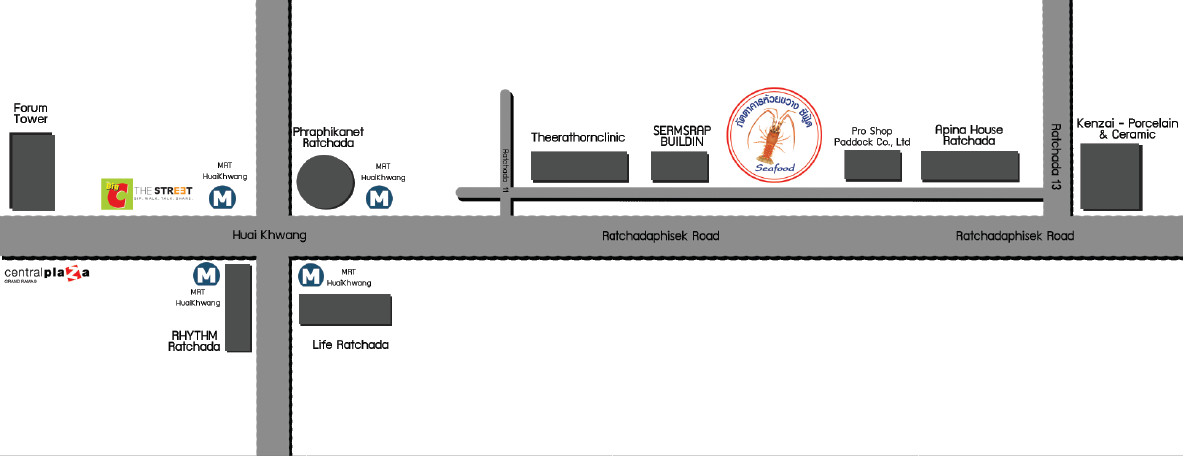 Forum
Tower
Big
C
THE STREET
SIP. WALK. TALK. SHARE.
MRT
HuaiKhwang
M
Phraphikanet
Ratchada
MRT
HuaiKhwang
M
Ratchada 11
Theerathornclinic
SERMSRAP
BUILDIN
ภัตตาคารห้วยขวาง ซีฟู้ด
Seafood
Pro Shop
Paddock Co., Ltd
Apina House
Ratchada
Ratchada 13
Kenzai - Porcelain
& Ceramic
Huai Khwang
Ratchadaphisek Road
Ratchadaphisek Road
centralplaza
GRAND RAMA9
M
MRT
HuaiKhwang
RHYTHM
Ratchada
M
MRT
HuaiKhwang
Life Ratchada